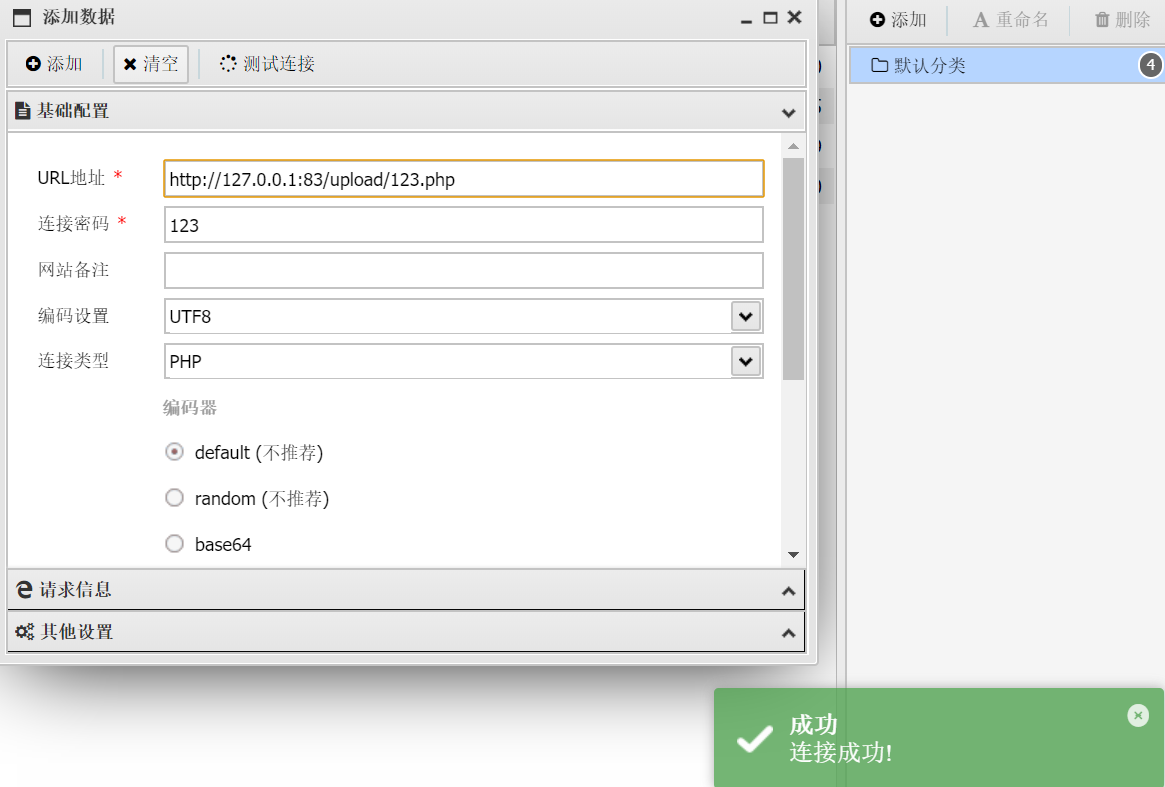 添加数据
添加 清空 测试连接
基础配置
URL地址 *
http://127.0.0.1:83/upload/123.php
连接密码 *
123
网站备注
编码设置
UTF8
连接类型
PHP
编码器
default (不推荐)
random (不推荐)
base64
请求信息
其他设置
添加 重命名 删除
默认分类
4
成功
连接成功!